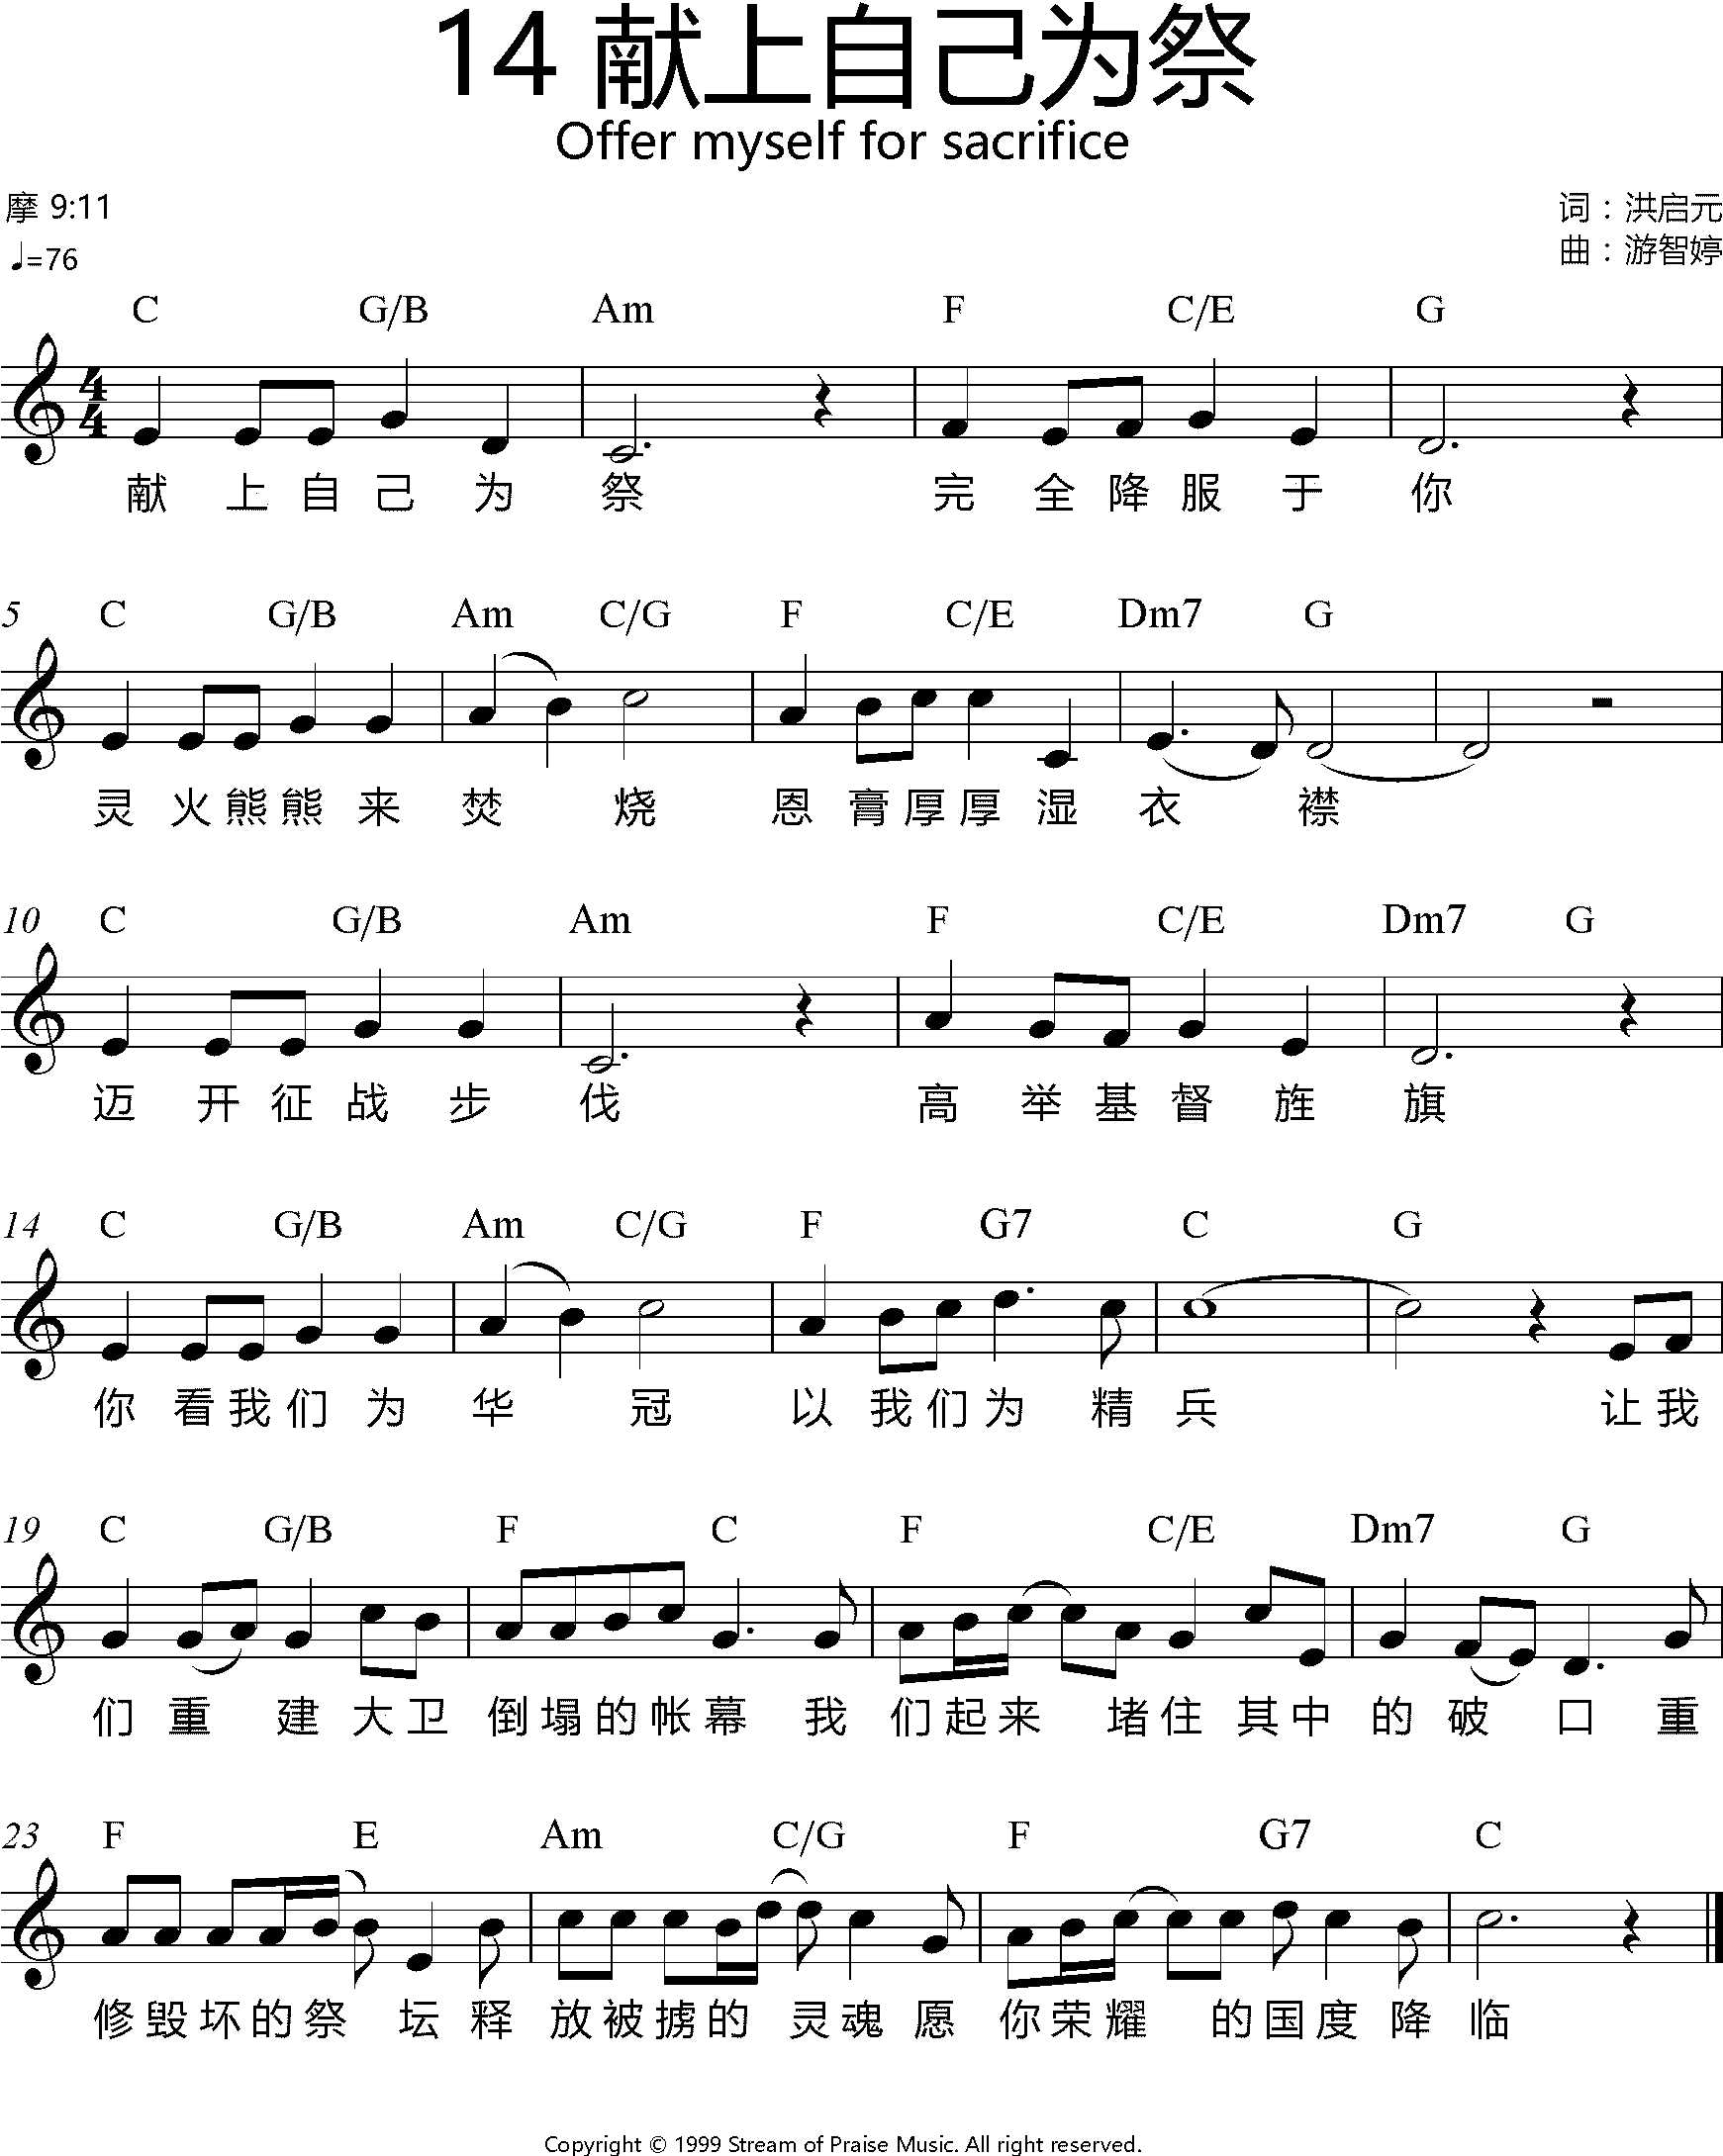 14 献上自己为祭
Offer myself for sacrifice
摩 9:11
词：洪启元
♩=76
曲：游智婷
C G/B Am F C/E G
献 上 自 己 为 祭 完 全 降 服 于 你
5 C G/B Am C/G F C/E Dm7 G
灵 火 熊 熊 来 焚 烧 恩 膏 厚 厚 湿 衣 襟
10 C G/B Am F C/E Dm7 G
迈 开 征 战 步 伐 高 举 基 督 旌 旗
14 C G/B Am C/G F G7 C G
你 看 我 们 为 华 冠 以 我 们 为 精 兵 让 我
19 C G/B F C F C/E Dm7 G
们 重 建 大 卫 倒 塌 的 帐 幕 我 们 起 来 堵 住 其 中 的 破 口 重
23 F E Am C/G F G7 C
修 毁 坏 的 祭 坛 释 放 被 掳 的 灵 魂 愿 你 荣 耀 的 国 度 降 临
Copyright © 1999 Stream of Praise Music. All right reserved.